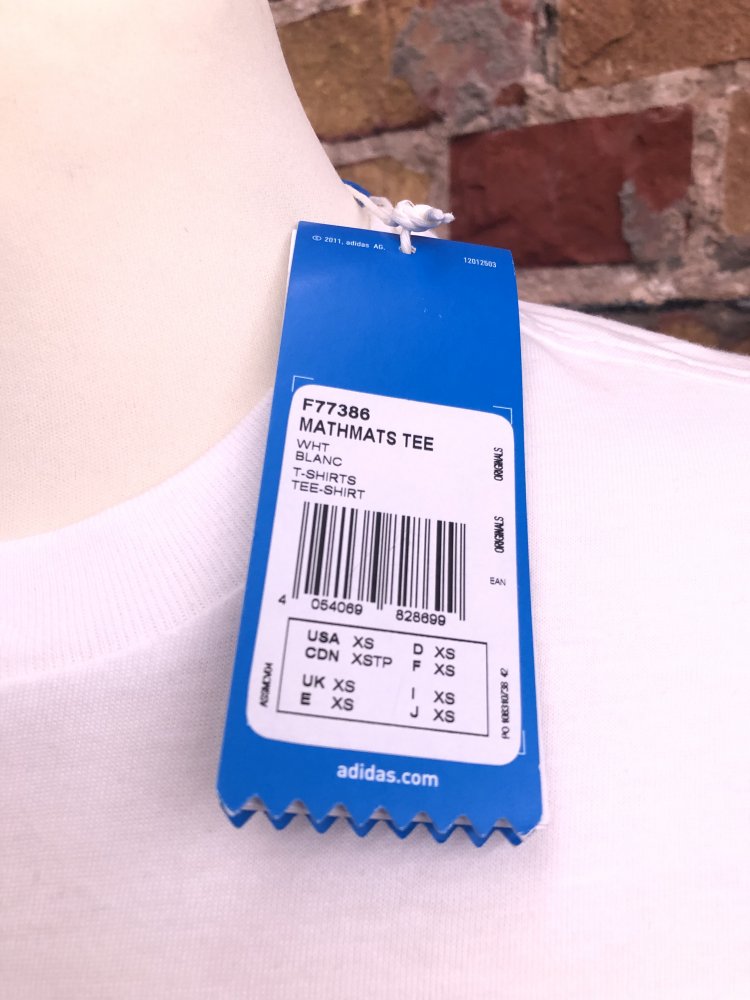 © 2011, adidas AG.
12012503
F77386
MATHMATS TEE
WHT
BLANC
T-SHIRTS
TEE-SHIRT
ORIGINALS
ORIGINALS
EAN
4 054069 828699
USA XS D XS
CDN XSTP F XS
UK XS I XS
E XS J XS
adidas.com